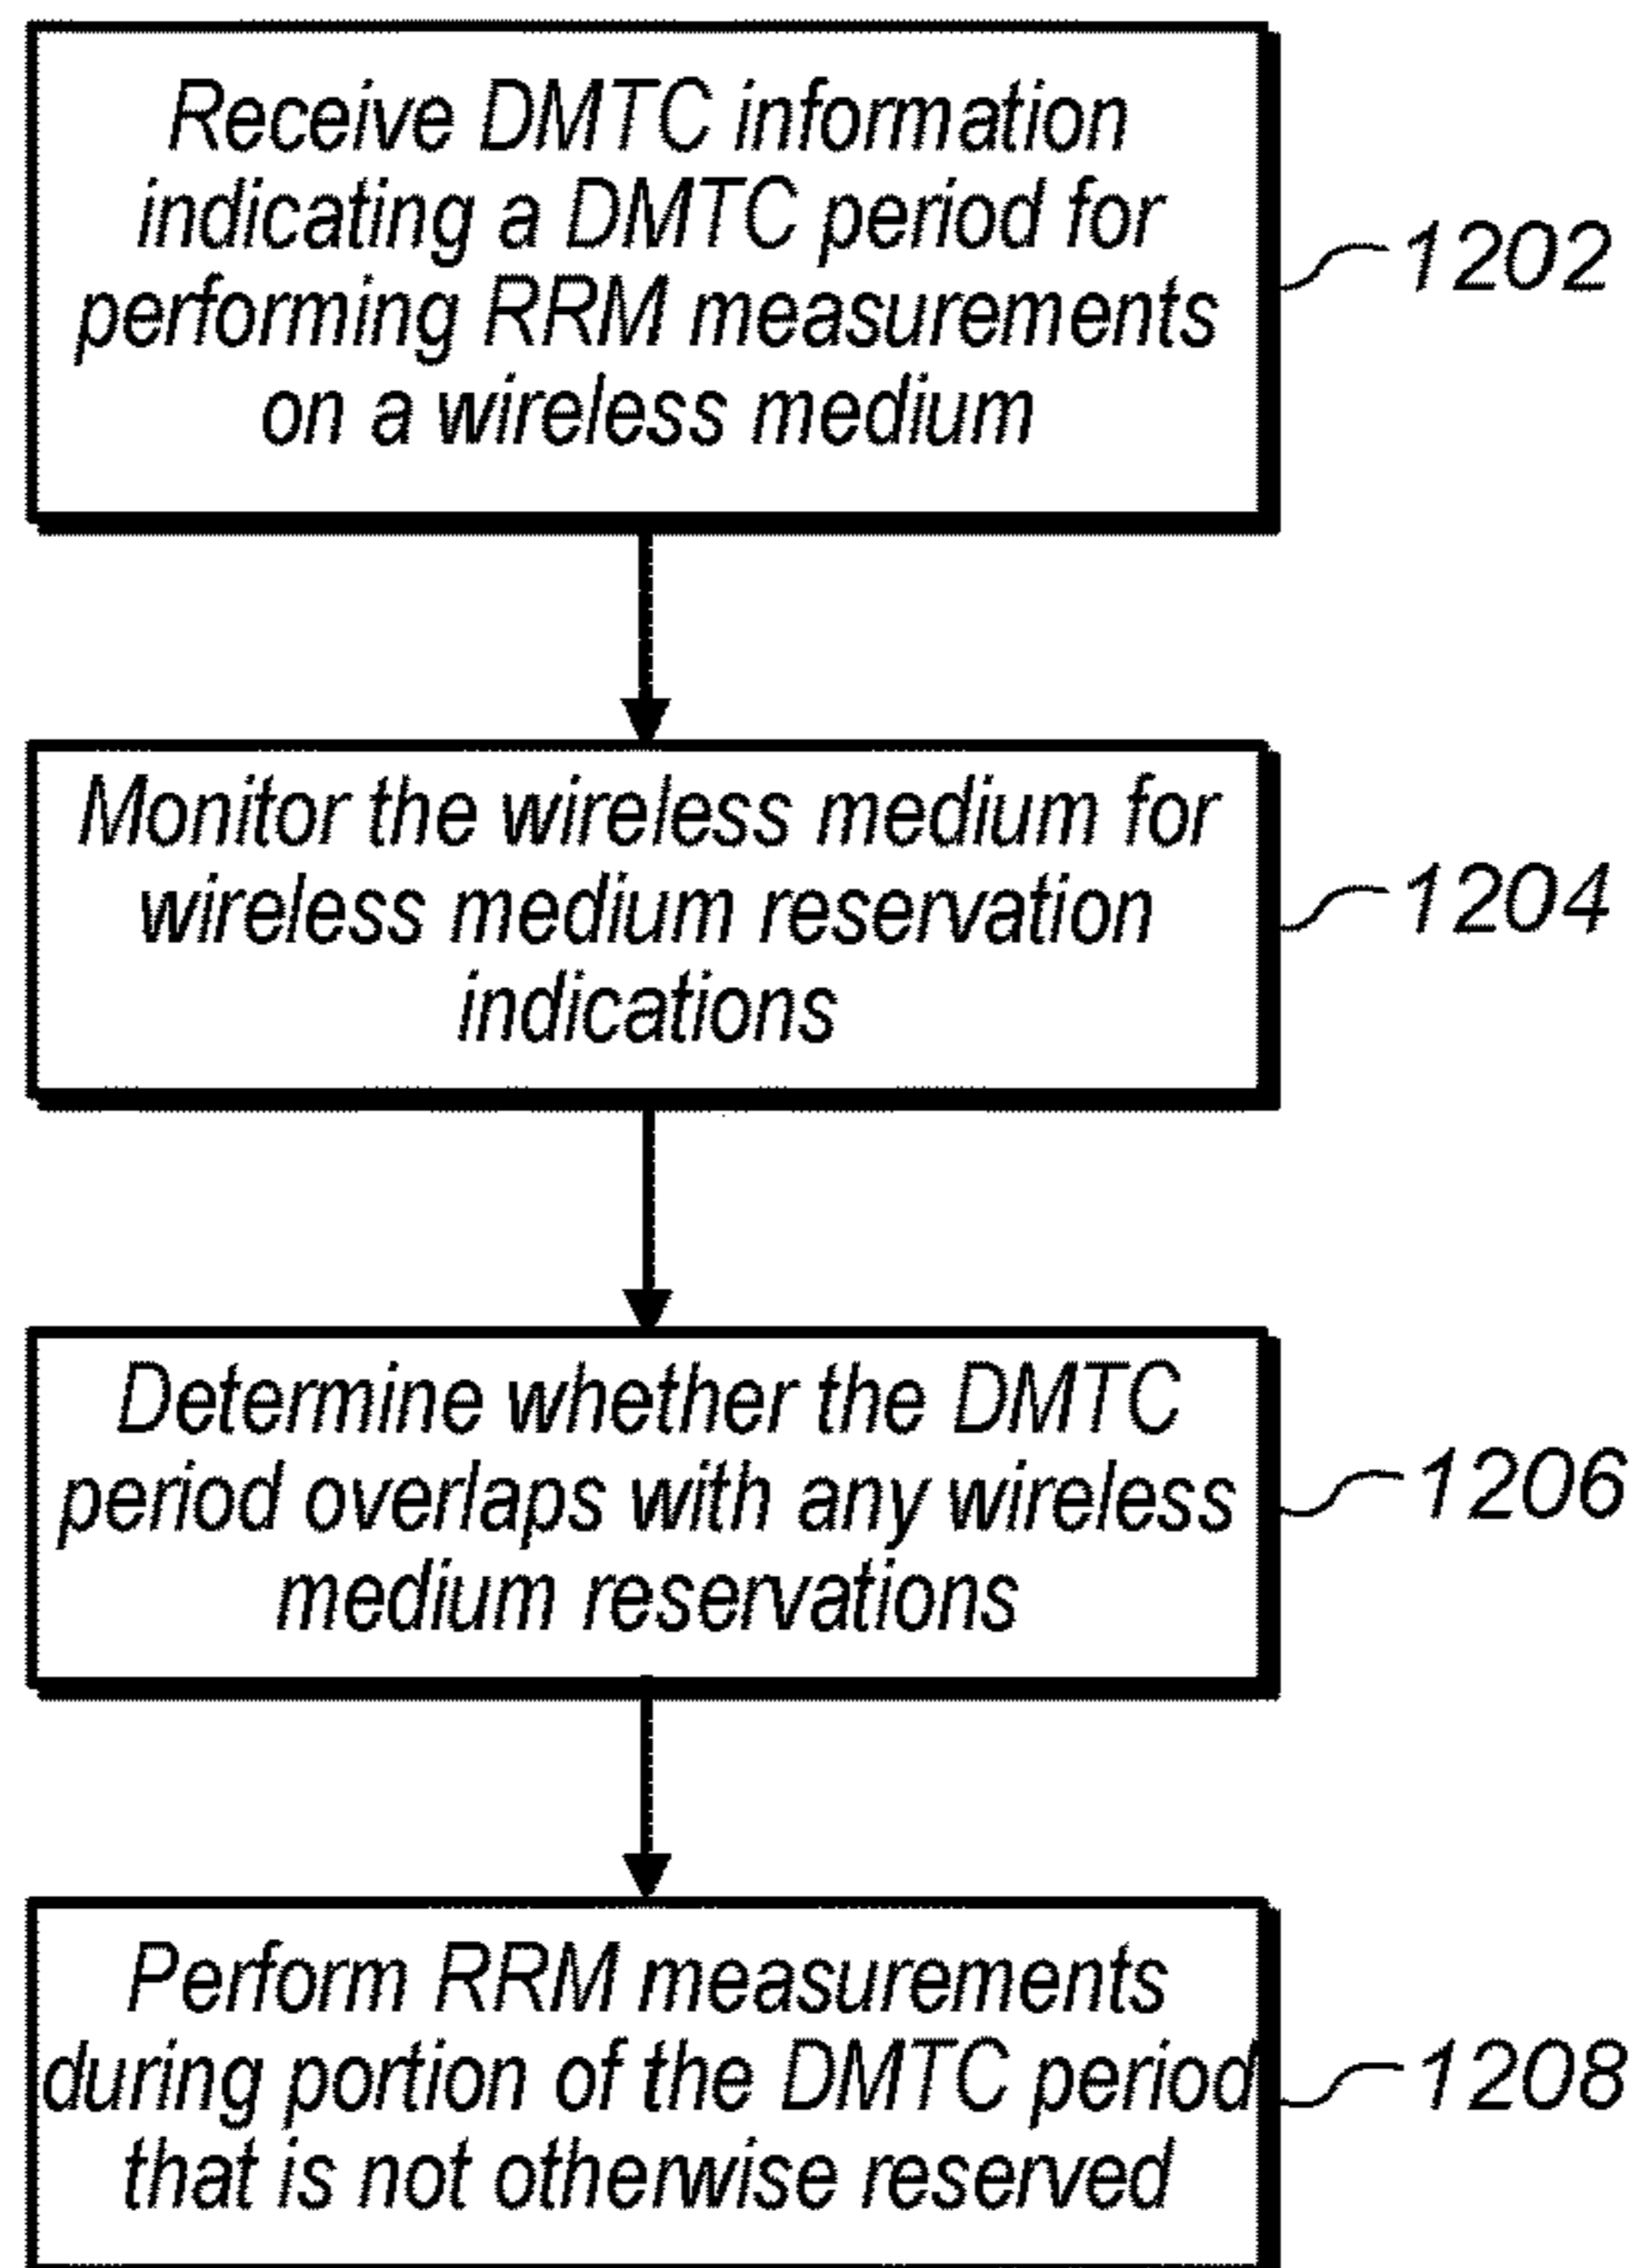 Receive DMTC information
indicating a DMTC period for
performing RRM measurements
on a wireless medium
1202
Monitor the wireless medium for
wireless medium reservation
indications
1204
Determine whether the DMTC
period overlaps with any wireless
medium reservations
1206
Perform RRM measurements
during portion of the DMTC period
that is not otherwise reserved
1208